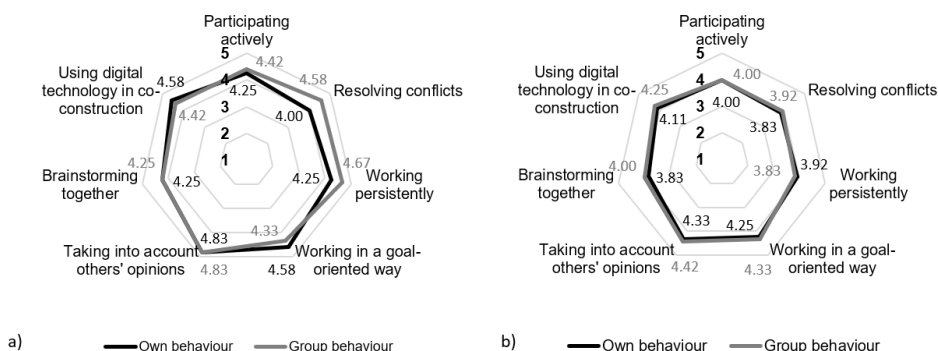 Participating
actively
5
4.42
4.58
4.58
Using digital
technology in co-
construction
4
4.25
Resolving conflicts
4.42
3
4.00
2
4.25
1
4.25
4.67
Brainstorming
together
4.25
Working
persistently
4.83
4.33
Taking into account
others' opinions
Working in a goal-
oriented way
4.83
4.58
a)
Own behaviour
Group behaviour
Participating
actively
5
4.00
Using digital
technology in co-
construction
4.25
4
3.92
Resolving conflicts
4.11
3
4.00
3.83
2
4.00
1
3.83
3.92
Brainstorming
together
3.83
Working
persistently
4.33
4.25
Taking into account
others' opinions
Working in a goal-
oriented way
4.42
4.33
b)
Own behaviour
Group behaviour